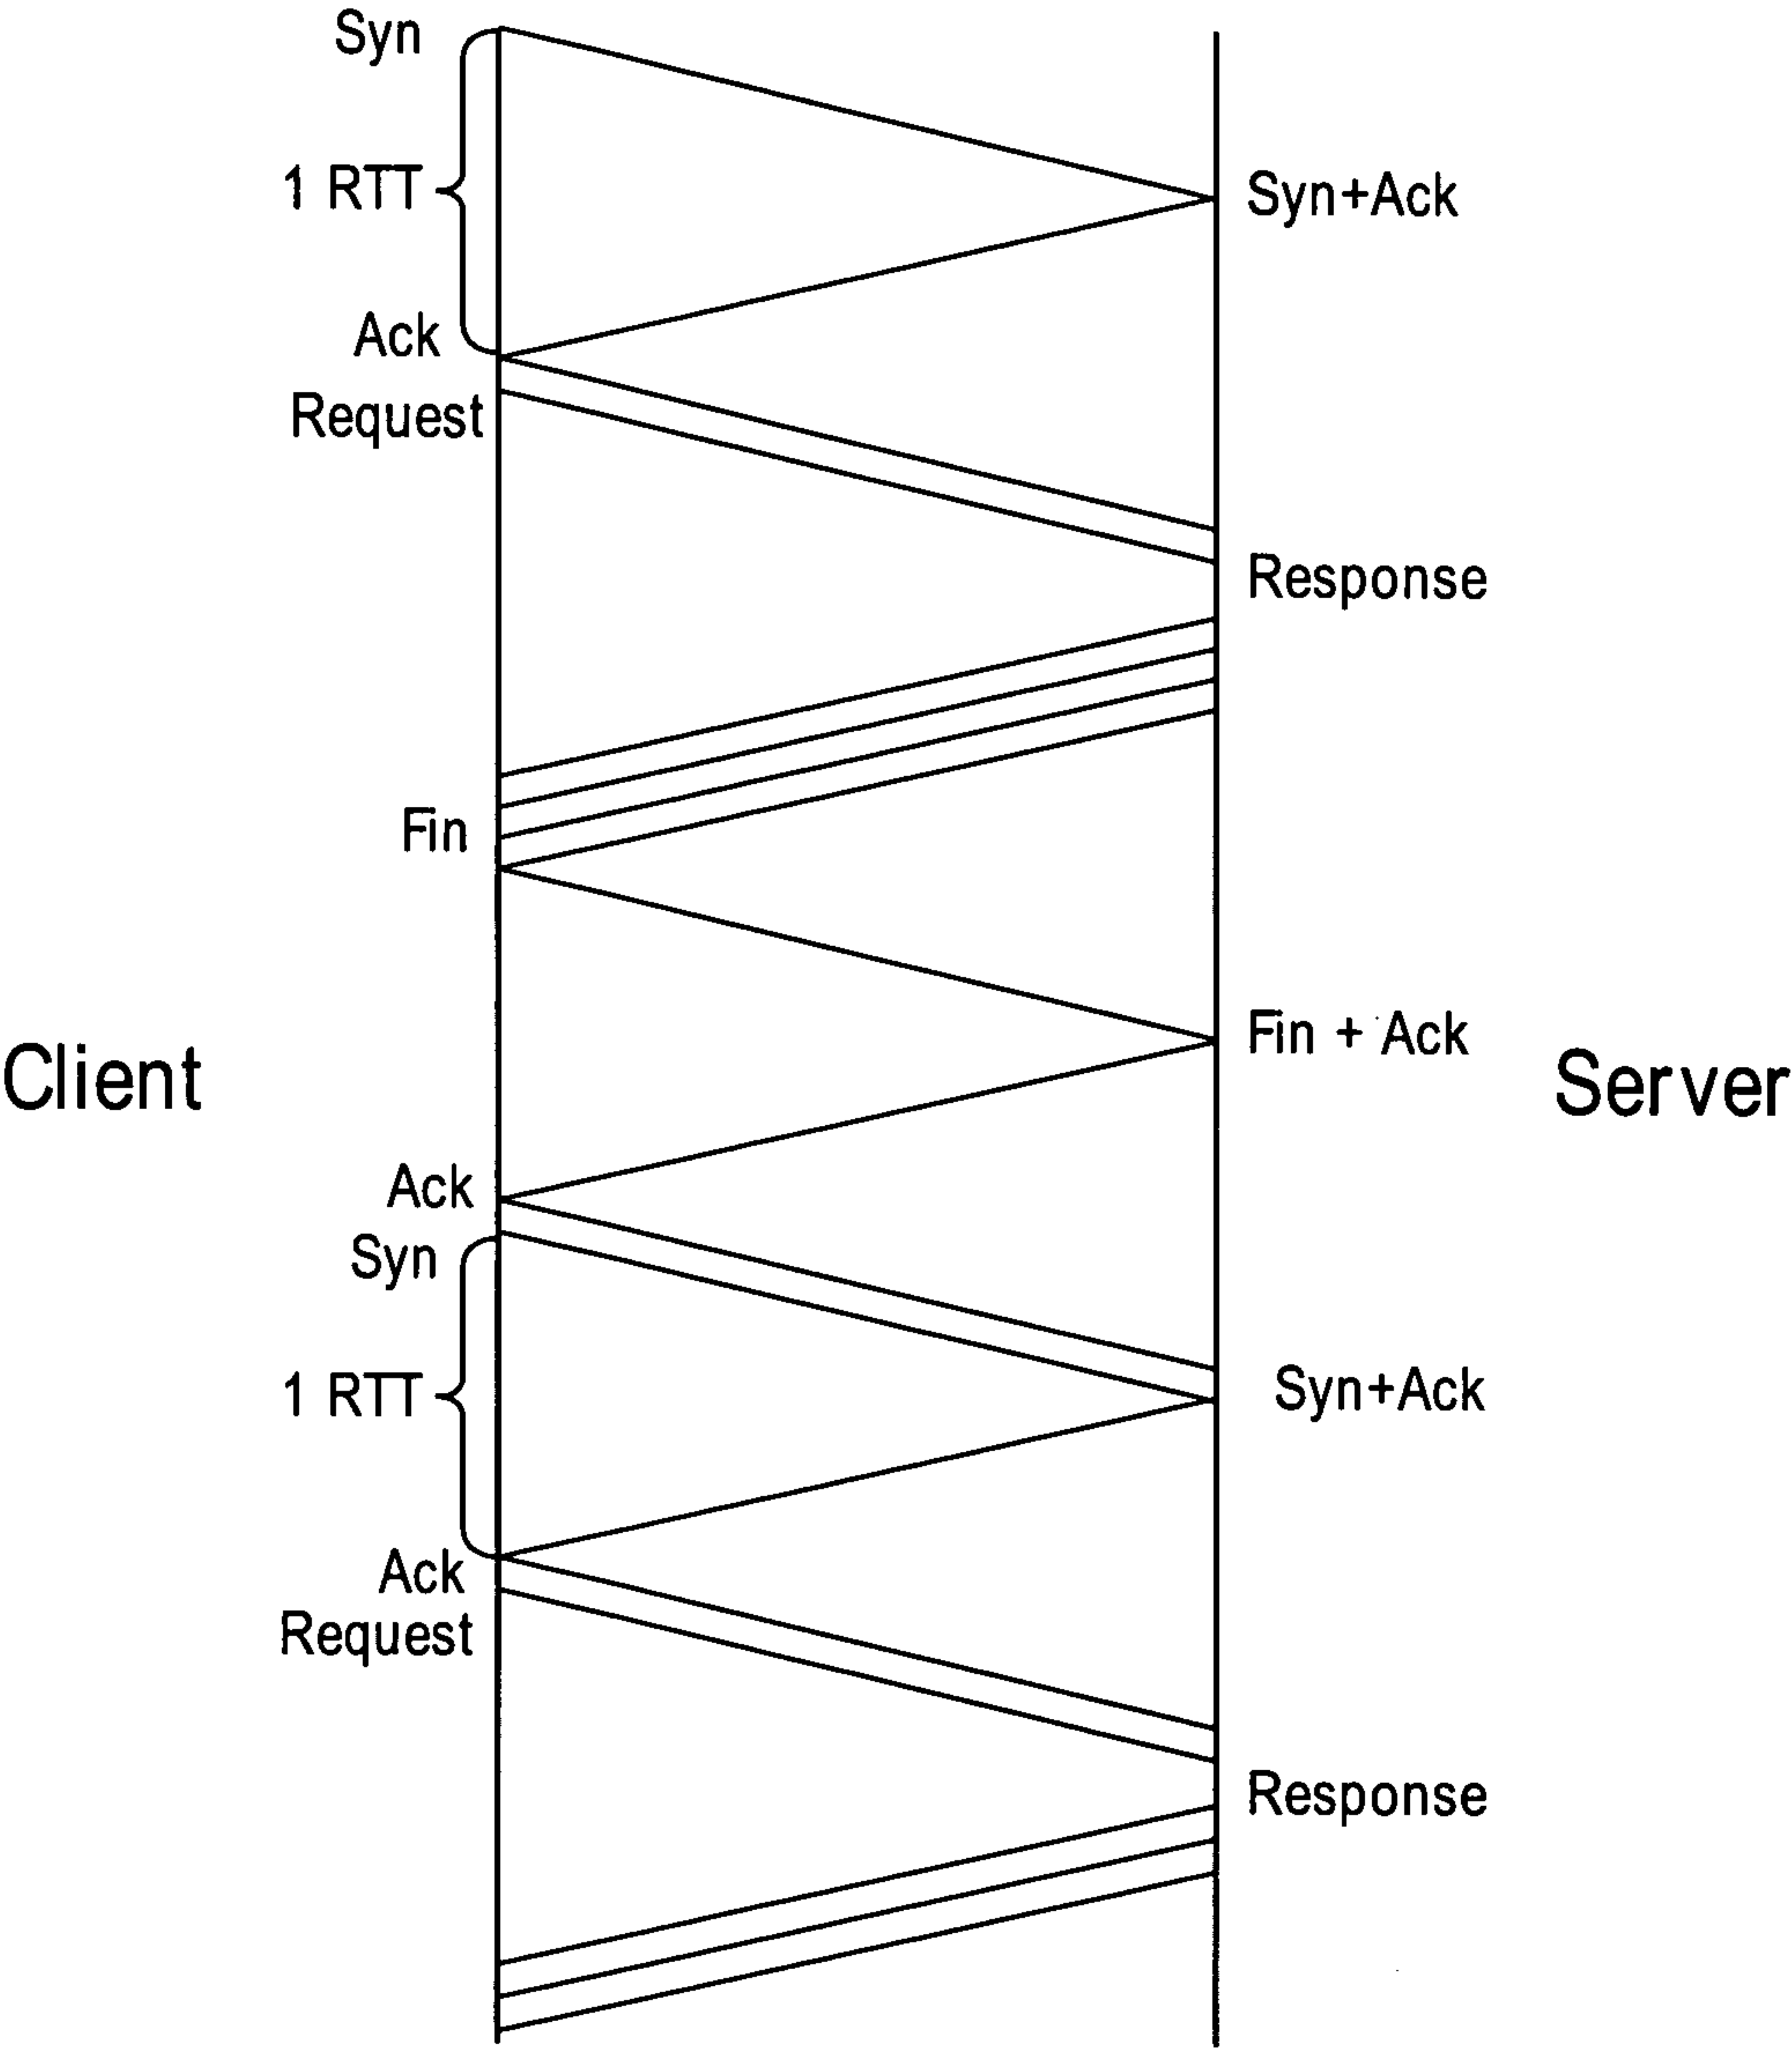 Syn
1 RTT
Syn+Ack
Ack
Request
Response
Fin
Fin + Ack
Client
Server
Ack
Syn
1 RTT
Syn+Ack
Ack
Request
Response